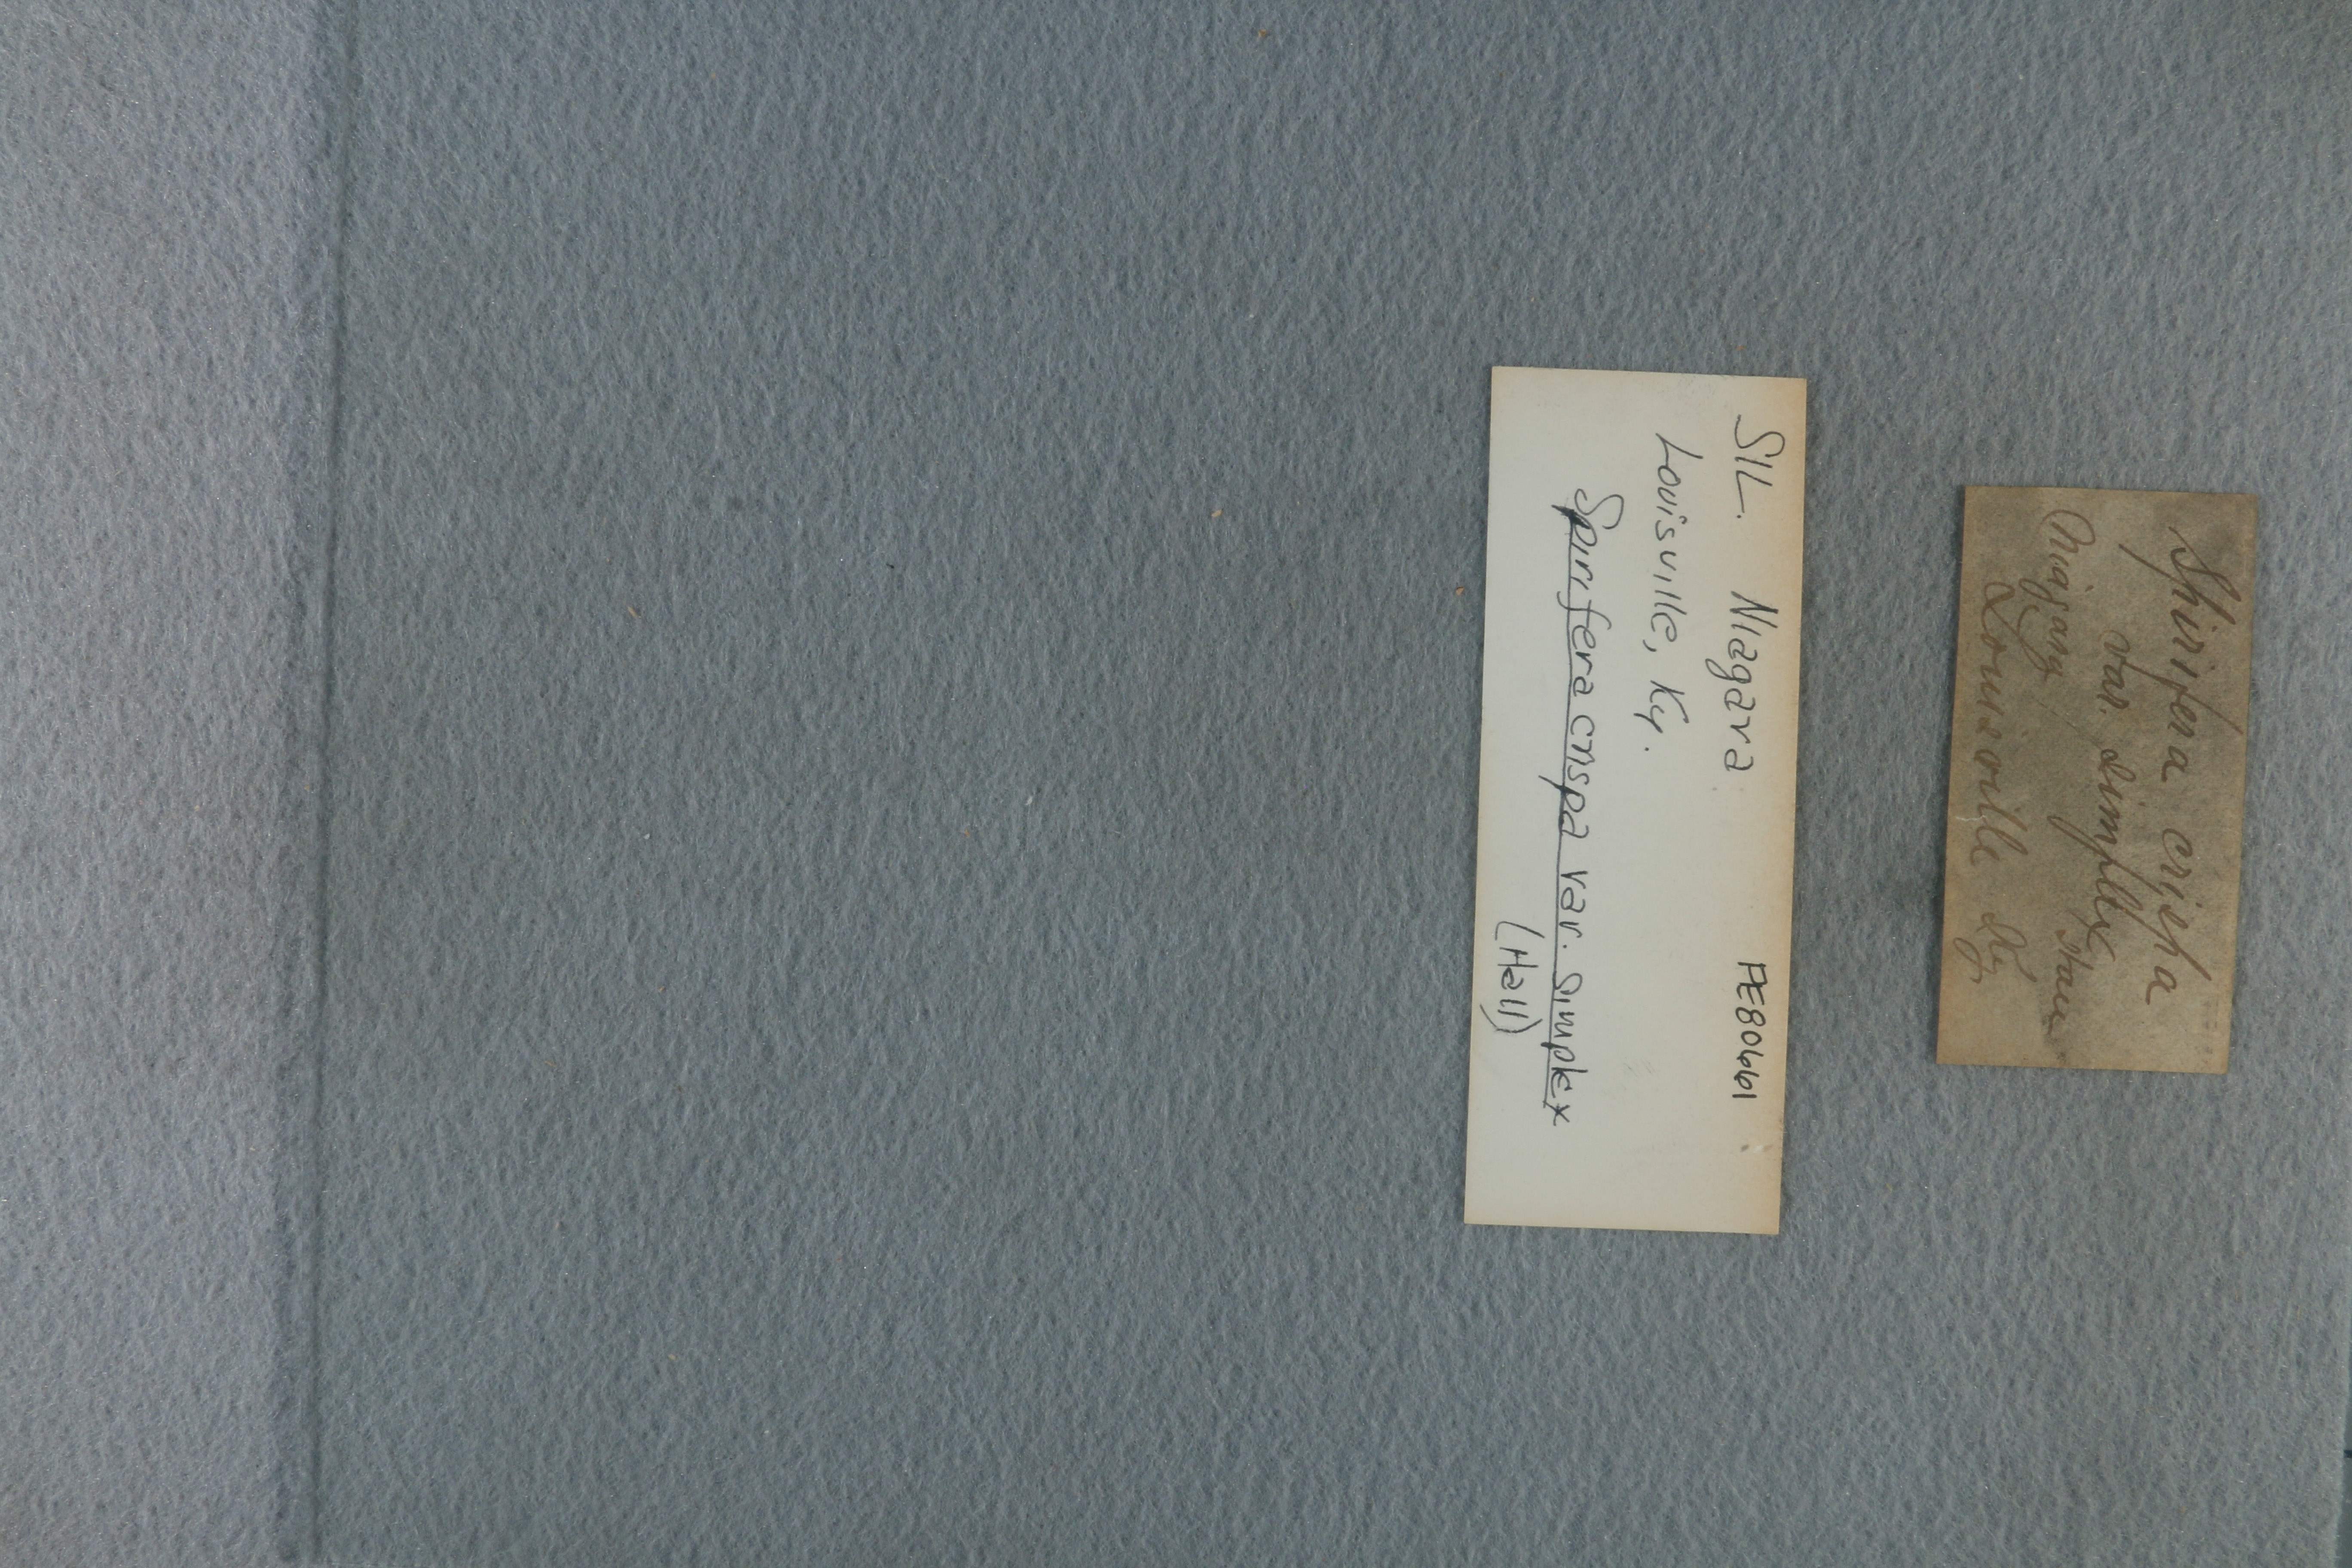 SIL. Niagara PE80661
Louisville, Ky.
Spirifera crispa var. simplex
(Hall)
Spirifera crispa
var. simplex
Niagara
Louisville Ky